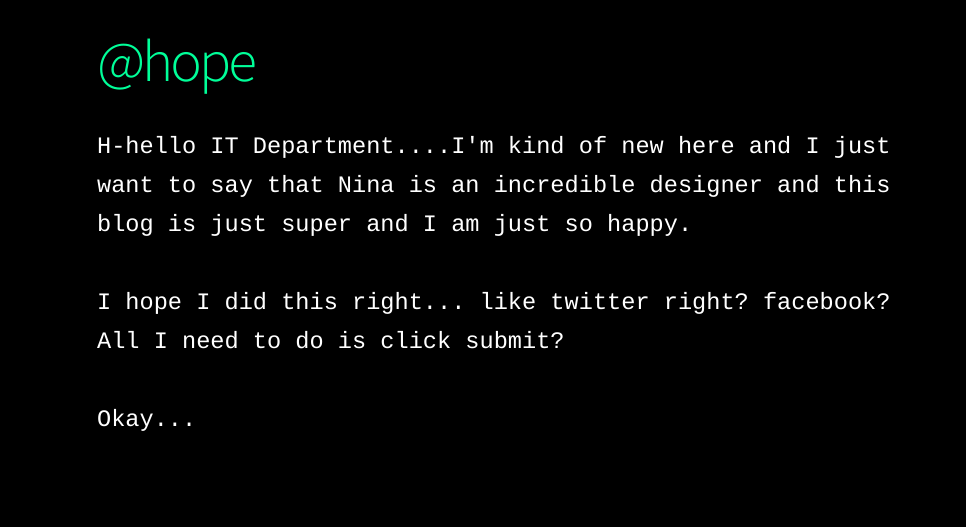 @hope
H-hello IT Department....I'm kind of new here and I just
want to say that Nina is an incredible designer and this
blog is just super and I am just so happy.
I hope I did this right... like twitter right? facebook?
All I need to do is click submit?
Okay...